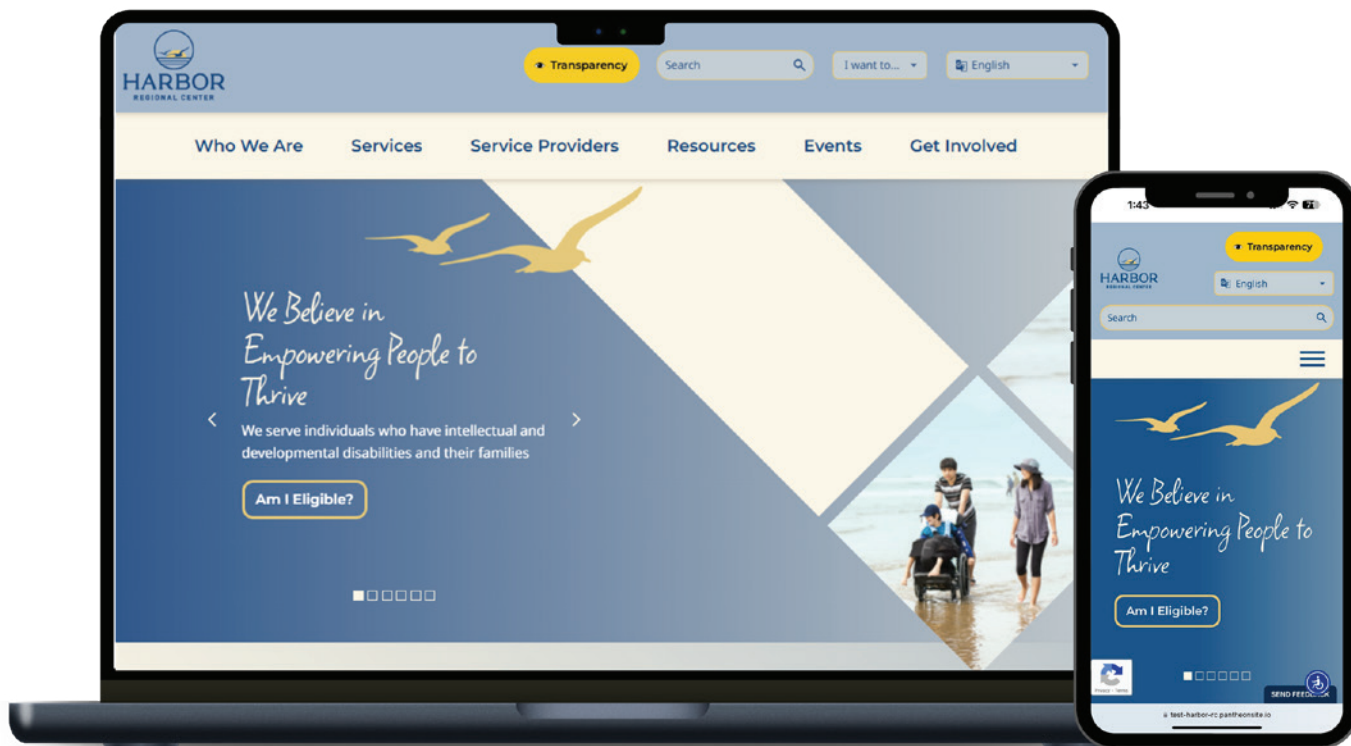 HARBOR
REGIONAL CENTER
Transparency
Search
I want to...
English
Who We Are
Services
Service Providers
Resources
Events
Get Involved
We Believe in
Empowering People to
Thrive
We serve individuals who have intellectual and
developmental disabilities and their families
Am I Eligible?
1:43
Transparency
HARBOR
REGIONAL CENTER
English
Search
We Believe in
Empowering People to
Thrive
Am I Eligible?
Privacy - Terms
SEND
test-harbor-rc.pantheonsite.io